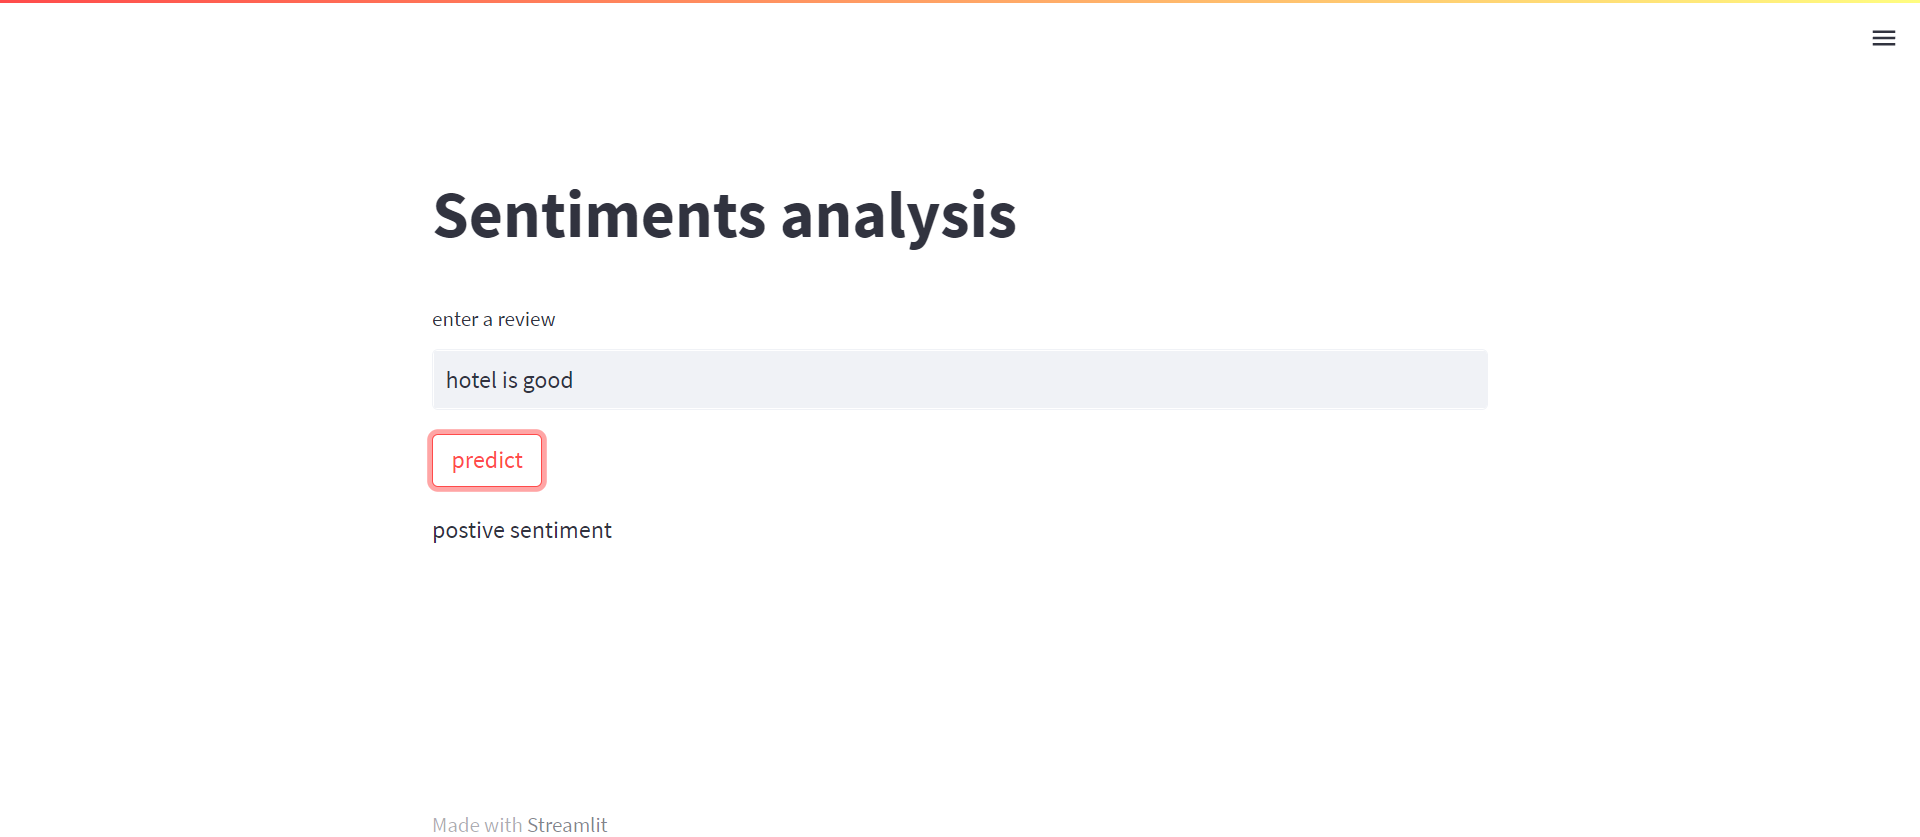 Sentiments analysis
enter a review
hotel is good
predict
postive sentiment
Made with Streamlit